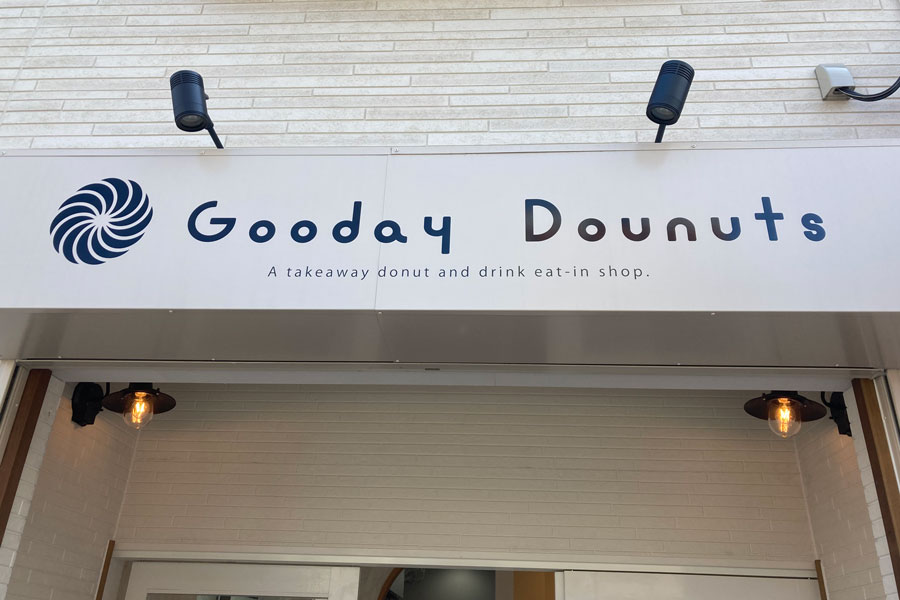 Gooday Dounuts
A takeaway donut and drink eat-in shop.